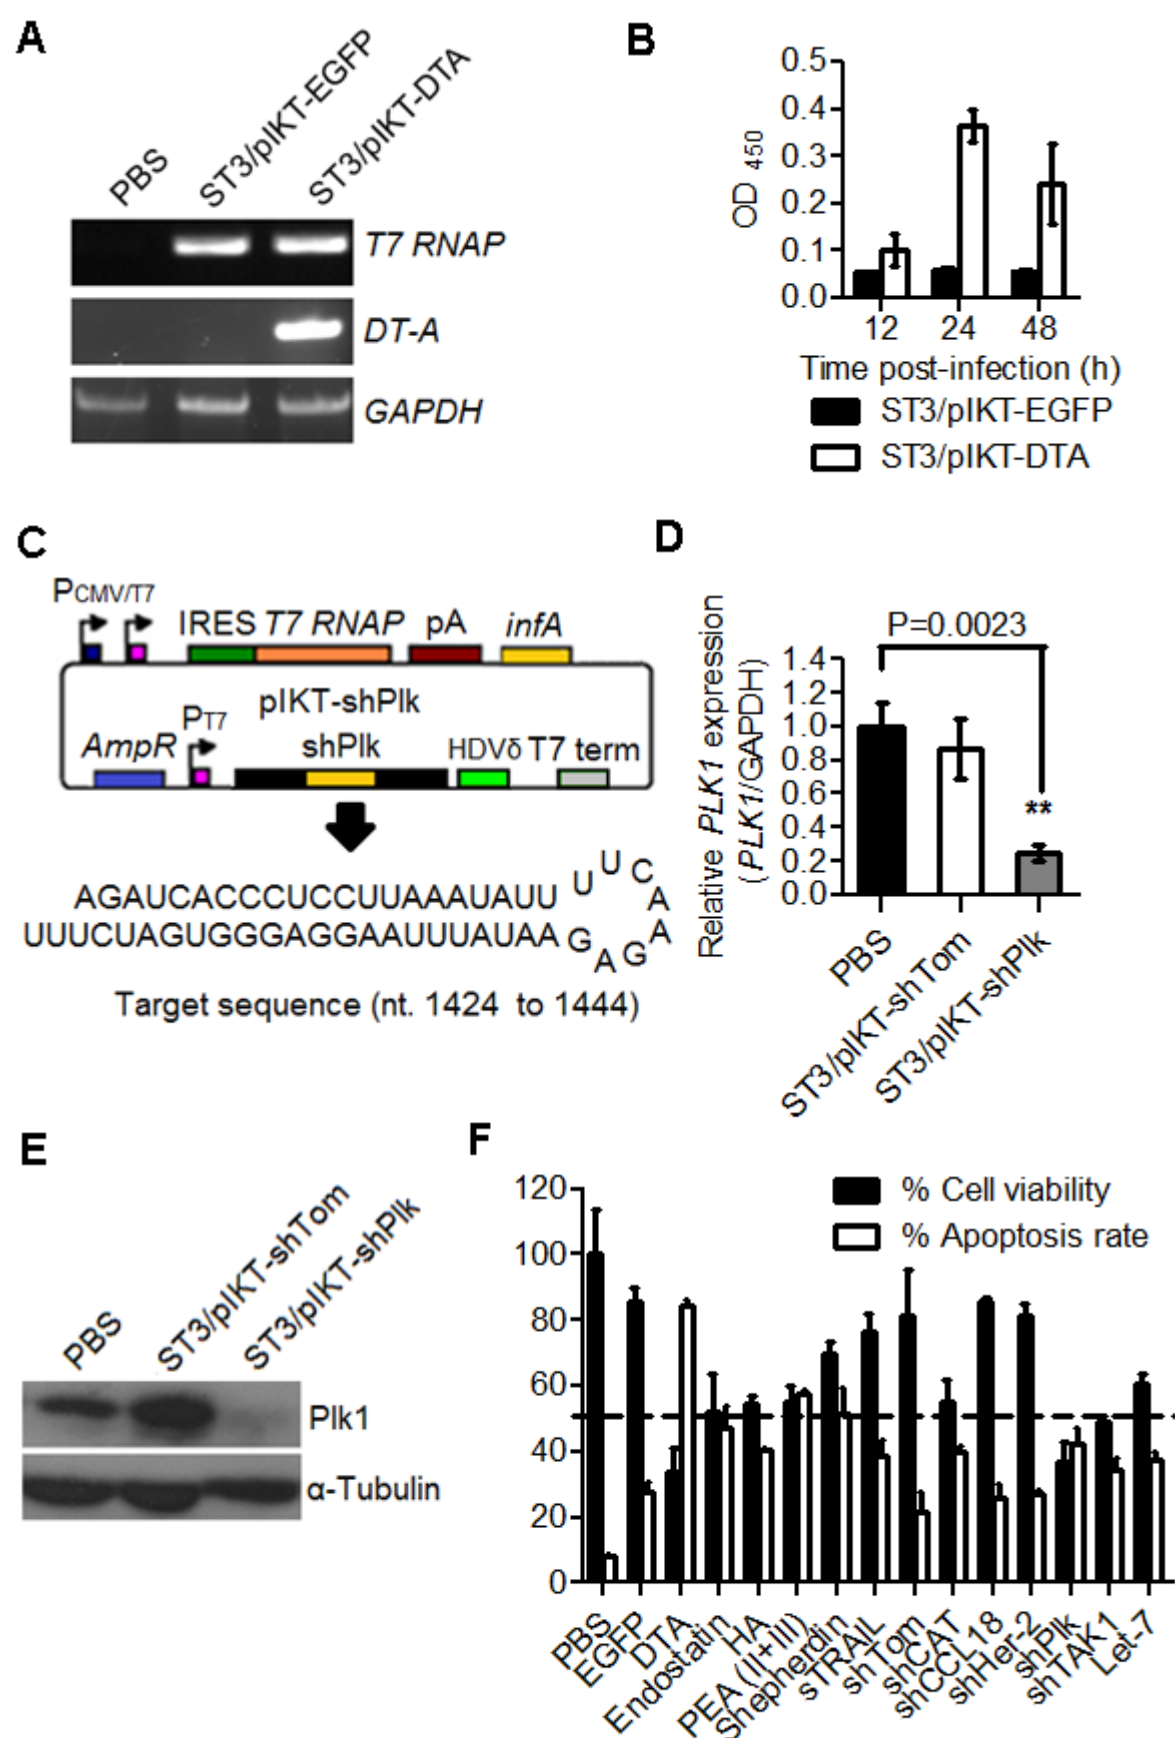 A
PBS
ST3/pIKT-EGFP
ST3/pIKT-DTA
T7 RNAP
DT-A
GAPDH
B
OD 450
0.5
0.4
0.3
0.2
0.1
0.0
12 24 48
Time post-infection (h)
ST3/pIKT-EGFP
ST3/pIKT-DTA
C
PCMV/T7
IRES T7 RNAP pA infA
pIKT-shPlk
AmpR PT7 shPlk HDVδ T7 term
AGAUCACCCUCCUUAAAUAUU
U U C A A G A G
UUUCUAGUGGGAGGAAUUUAUAA
Target sequence (nt. 1424 to 1444)
D
Relative PLK1 expression
(PLK1/GAPDH)
P=0.0023
1.4
1.2
1.0
0.8
0.6
0.4
0.2
0.0
**
PBS
ST3/pIKT-shTom
ST3/pIKT-shPlk
E
PBS
ST3/pIKT-shTom
ST3/pIKT-shPlk
Plk1
α-Tubulin
F
% Cell viability
% Apoptosis rate
120
100
80
60
40
20
0
PBS
EGFP
DTA
Endostatin
HA
PEA (II+III)
Shepherdin
sTRAIL
shTom
shCAT
shCCL18
shHer-2
shPlk
shTAK1
Let-7